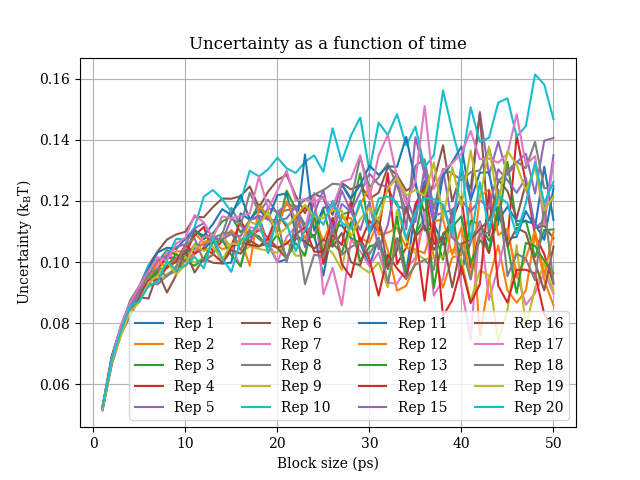 Uncertainty as a function of time
Uncertainty (k_BT)
0.16
0.14
0.12
0.10
0.08
0.06
Rep 1 Rep 6 Rep 11 Rep 16
Rep 2 Rep 7 Rep 12 Rep 17
Rep 3 Rep 8 Rep 13 Rep 18
Rep 4 Rep 9 Rep 14 Rep 19
Rep 5 Rep 10 Rep 15 Rep 20
0 10 20 30 40 50
Block size (ps)